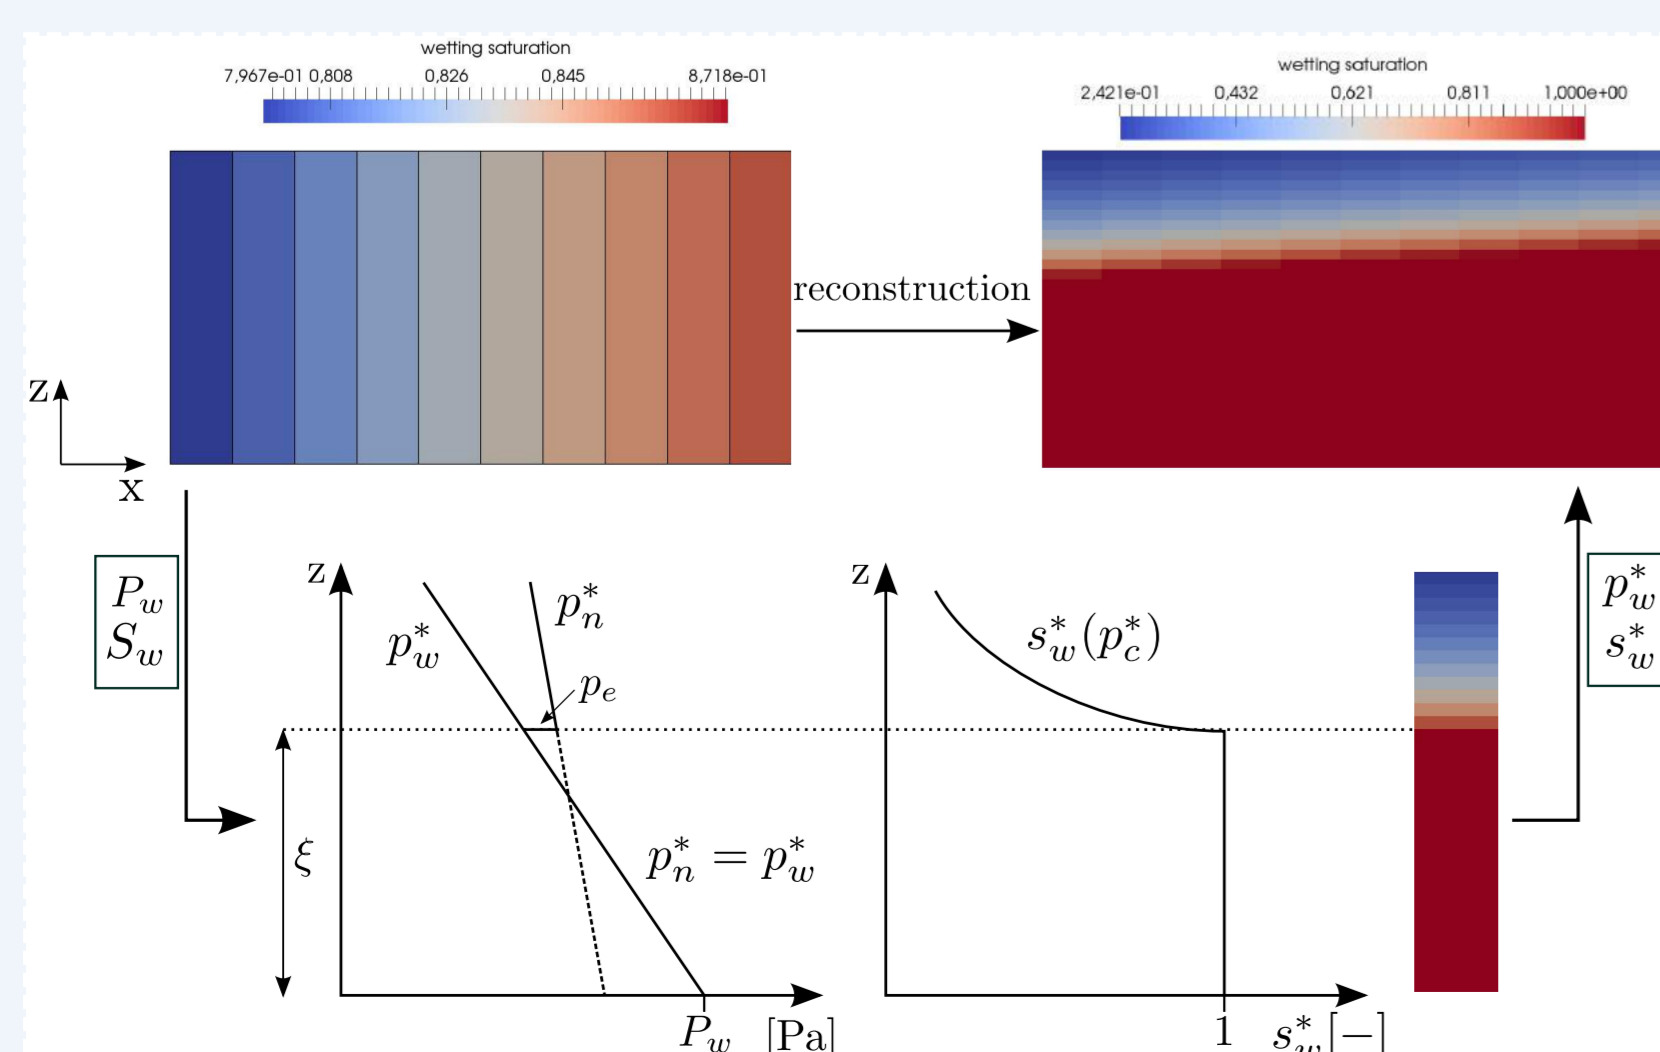 wetting saturation
7,967e-01 0,808 0,826 0,845 8,718e-01
wetting saturation
2,421e-01 0,432 0,621 0,811 1,000e+00
reconstruction
z
x
P_w
S_w
z
p_w^*
p_n^*
p_e
ξ
p_n^* = p_w^*
P_w [Pa]
z
s_w^*(p_c^*)
1 s_w^*[−]
p_w^*
s_w^*